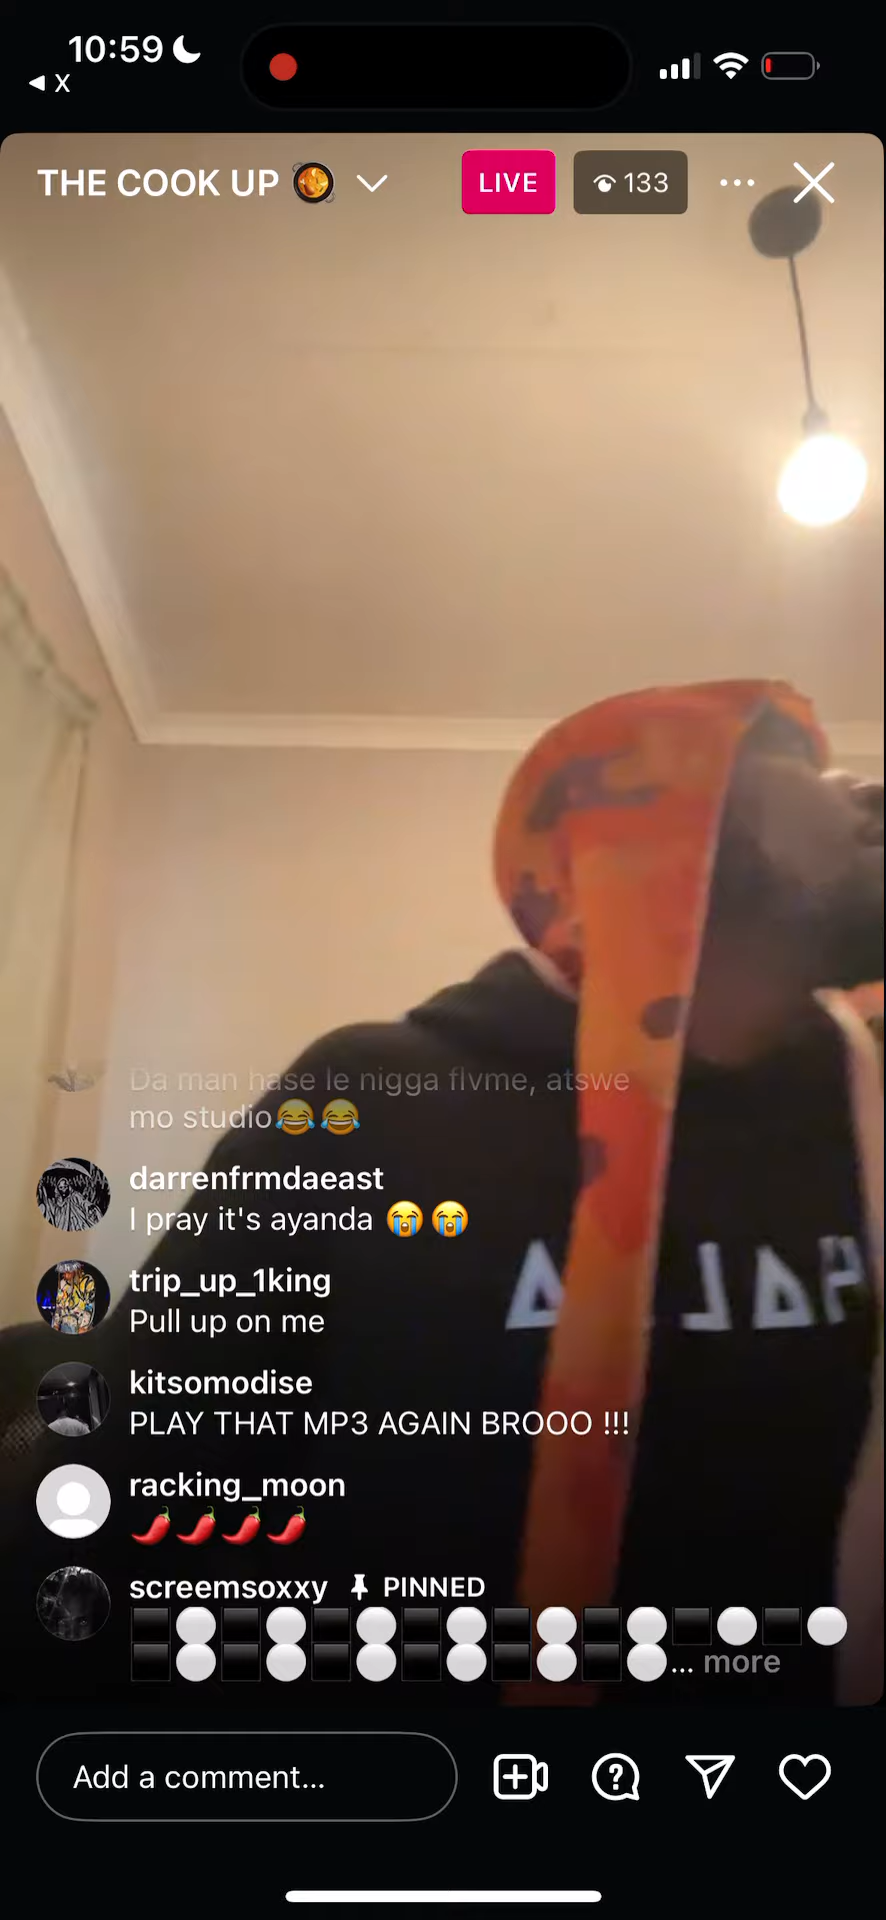 10:59
◀ X
THE COOK UP 🥘
LIVE
133
Da man hase le nigga flvme, atswe
mo studio😂😂
darrenfrmdaeast
I pray it's ayanda 😭😭
trip_up_1king
Pull up on me
kitsomodise
PLAY THAT MP3 AGAIN BROOO !!!
racking_moon
🌶️🌶️🌶️🌶️
screemsoxxy 📌 PINNED
⬛⚪⬛⚪⬛⚪⬛⚪⬛⚪⬛⚪⬛⚪⬛⚪
⬛⚪⬛⚪⬛⚪⬛⚪⬛⚪⬛⚪... more
Add a comment...